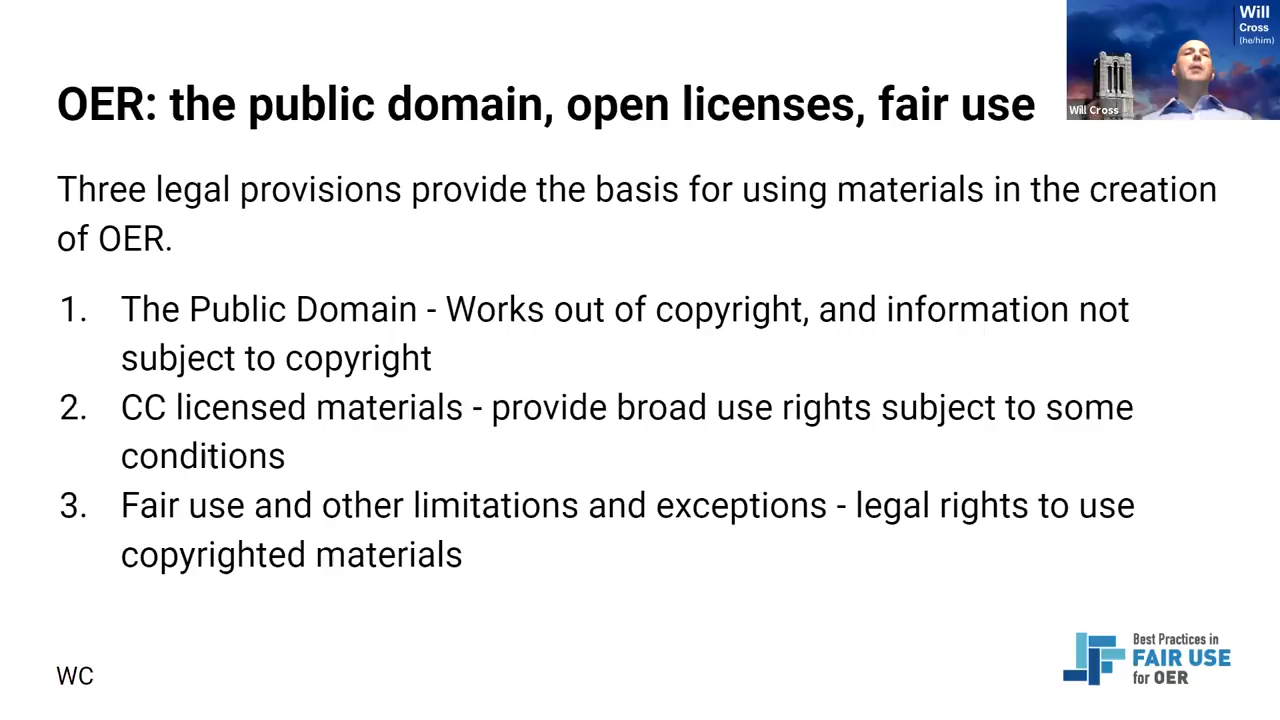 Will
Cross
(he/him)
Will Cross
OER: the public domain, open licenses, fair use
Three legal provisions provide the basis for using materials in the creation
of OER.
1. The Public Domain - Works out of copyright, and information not
subject to copyright
2. CC licensed materials - provide broad use rights subject to some
conditions
3. Fair use and other limitations and exceptions - legal rights to use
copyrighted materials
WC
Best Practices in
FAIR USE
for OER